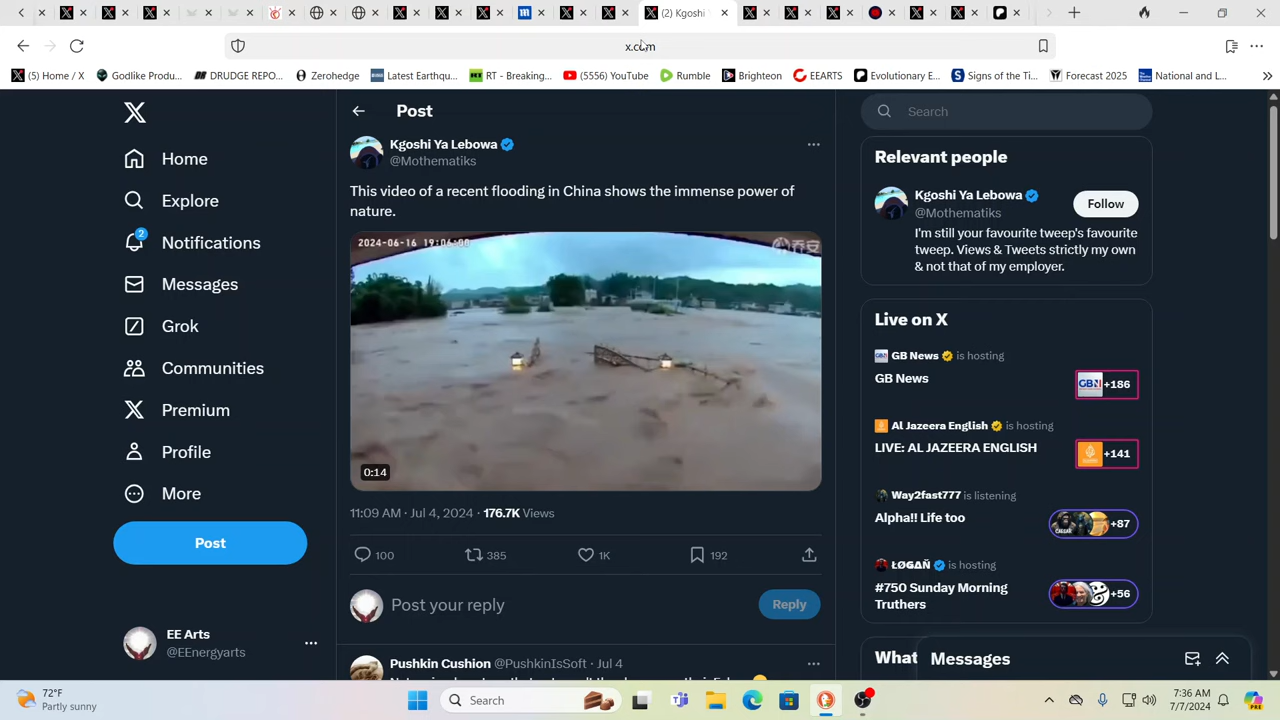 (2) Kgoshi
x.com
(5) Home / X
Godlike Produ...
DRUDGE REPO...
Zerohedge
Latest Earthqu...
RT - Breaking...
(5556) YouTube
Rumble
Brighteon
EEARTS
Evolutionary E...
Signs of the Ti...
Forecast 2025
National and L...
Home
Explore
2
Notifications
Messages
Grok
Communities
Premium
Profile
More
Post
EE Arts
@EEnergyarts
Post
Kgoshi Ya Lebowa
@Mothematiks
This video of a recent flooding in China shows the immense power of
nature.
2024-06-16 19:06:00
乔安
0:14
11:09 AM · Jul 4, 2024 · 176.7K Views
100
385
1K
192
Post your reply
Reply
Pushkin Cushion @PushkinIsSoft · Jul 4
Search
Relevant people
Kgoshi Ya Lebowa
@Mothematiks
Follow
I'm still your favourite tweep's favourite
tweep. Views & Tweets strictly my own
& not that of my employer.
Live on X
GB News is hosting
GB News
GBN
+186
Al Jazeera English is hosting
LIVE: AL JAZEERA ENGLISH
+141
Way2fast777 is listening
Alpha!! Life too
+87
ŁØGΔÑ is hosting
#750 Sunday Morning
Truthers
+56
What
Messages
72°F
Partly sunny
Search
7:36 AM
7/7/2024
PRE